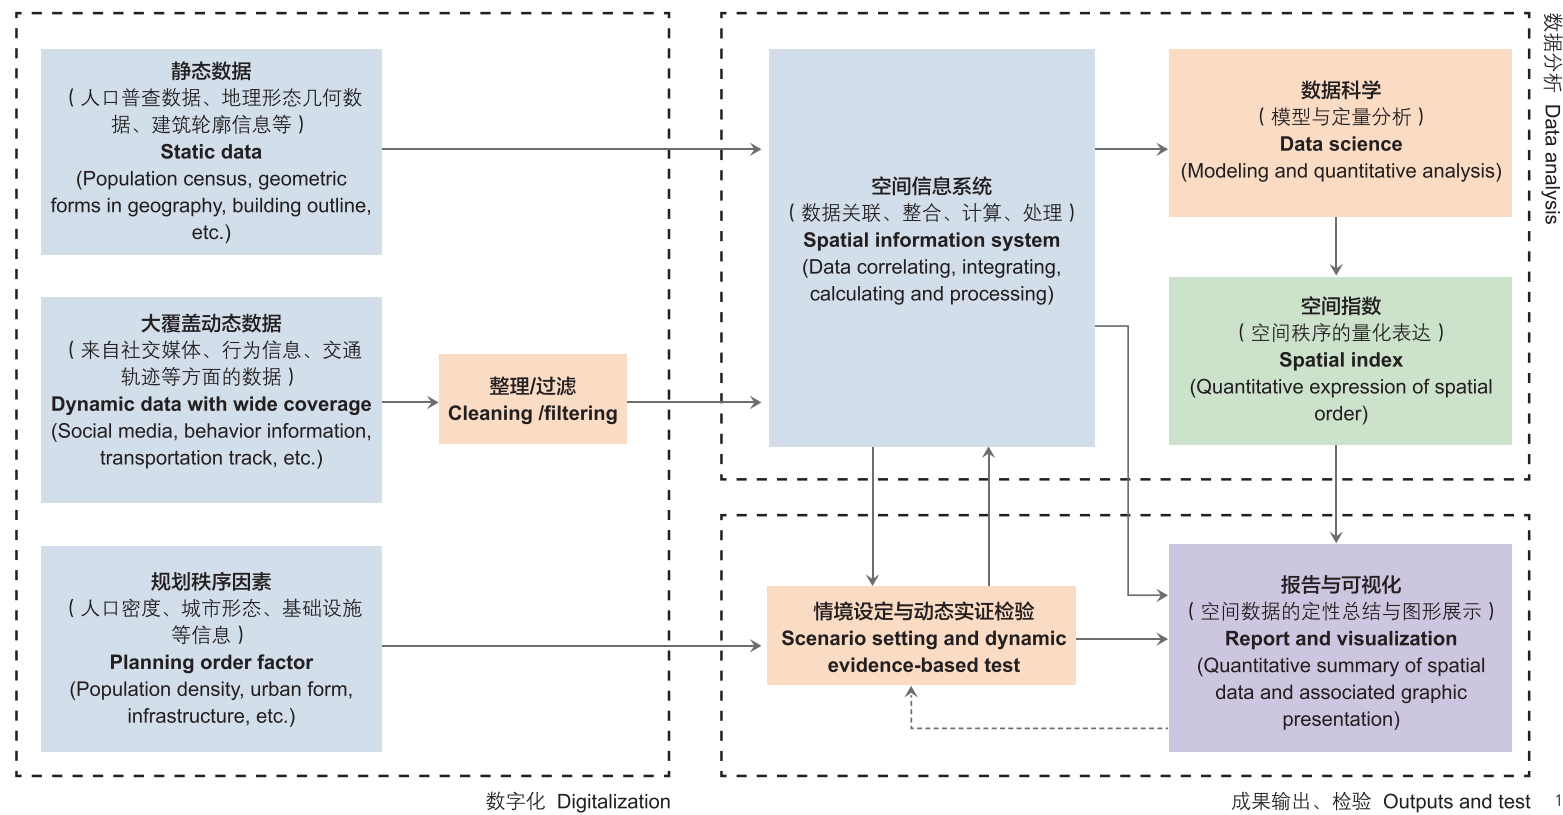 静态数据
（人口普查数据、地理形态几何数
据、建筑轮廓信息等）
Static data
(Population census, geometric
forms in geography, building outline,
etc.)
大覆盖动态数据
（来自社交媒体、行为信息、交通
轨迹等方面的数据）
Dynamic data with wide coverage
(Social media, behavior information,
transportation track, etc.)
整理/过滤
Cleaning /filtering
规划秩序因素
（人口密度、城市形态、基础设施
等信息）
Planning order factor
(Population density, urban form,
infrastructure, etc.)
数字化 Digitalization
空间信息系统
（数据关联、整合、计算、处理）
Spatial information system
(Data correlating, integrating,
calculating and processing)
数据科学
（模型与定量分析）
Data science
(Modeling and quantitative analysis)
空间指数
（空间秩序的量化表达）
Spatial index
(Quantitative expression of spatial
order)
数据分析 Data analysis
情境设定与动态实证检验
Scenario setting and dynamic
evidence-based test
报告与可视化
（空间数据的定性总结与图形展示）
Report and visualization
(Quantitative summary of spatial
data and associated graphic
presentation)
成果输出、检验 Outputs and test
1